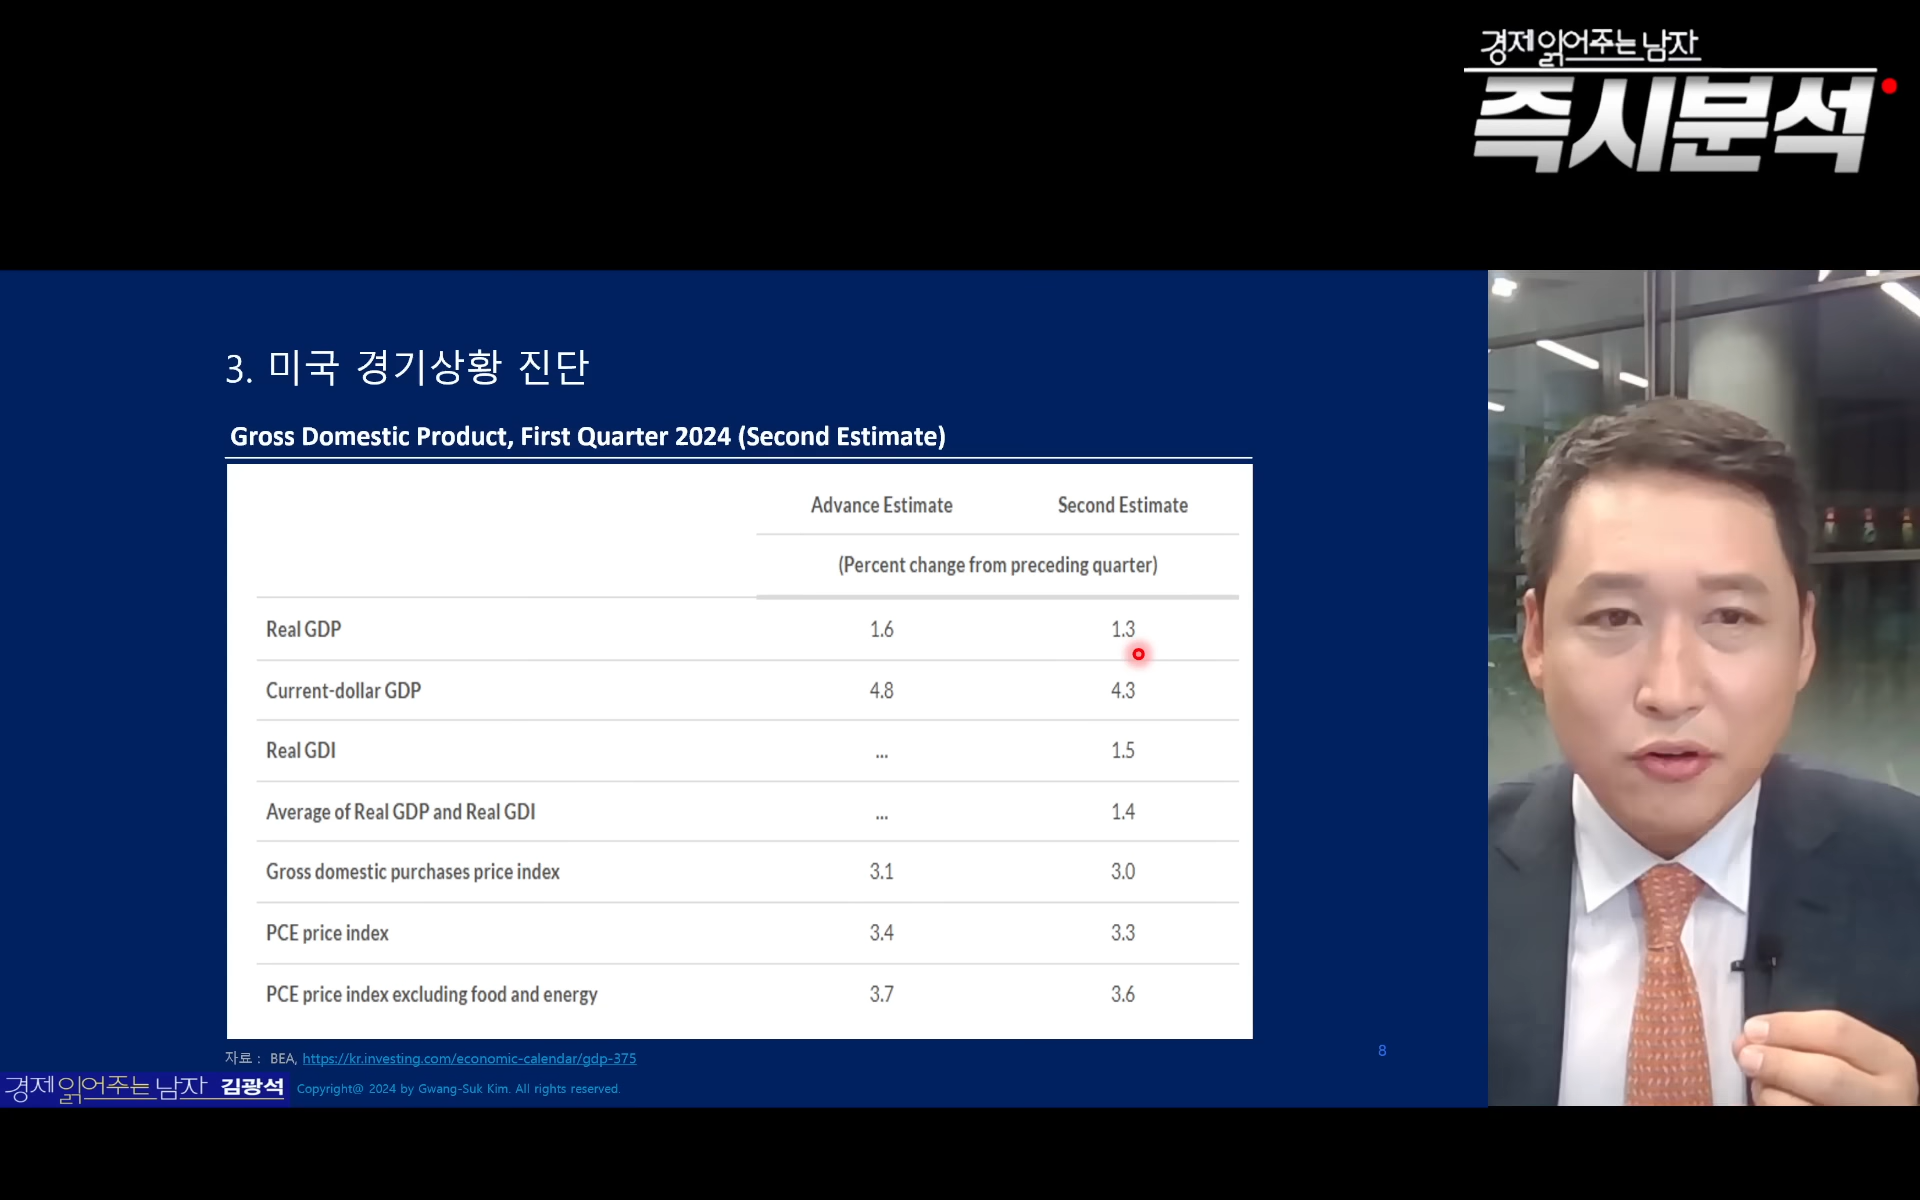 경제읽어주는남자
즉시분석
3. 미국 경기상황 진단
Gross Domestic Product, First Quarter 2024 (Second Estimate)
Advance Estimate Second Estimate
(Percent change from preceding quarter)
Real GDP 1.6 1.3
Current-dollar GDP 4.8 4.3
Real GDI ... 1.5
Average of Real GDP and Real GDI ... 1.4
Gross domestic purchases price index 3.1 3.0
PCE price index 3.4 3.3
PCE price index excluding food and energy 3.7 3.6
자료 : BEA, https://kr.investing.com/economic-calendar/gdp-375
8
경제읽어주는남자 김광석 Copyright@ 2024 by Gwang-Suk Kim. All rights reserved.